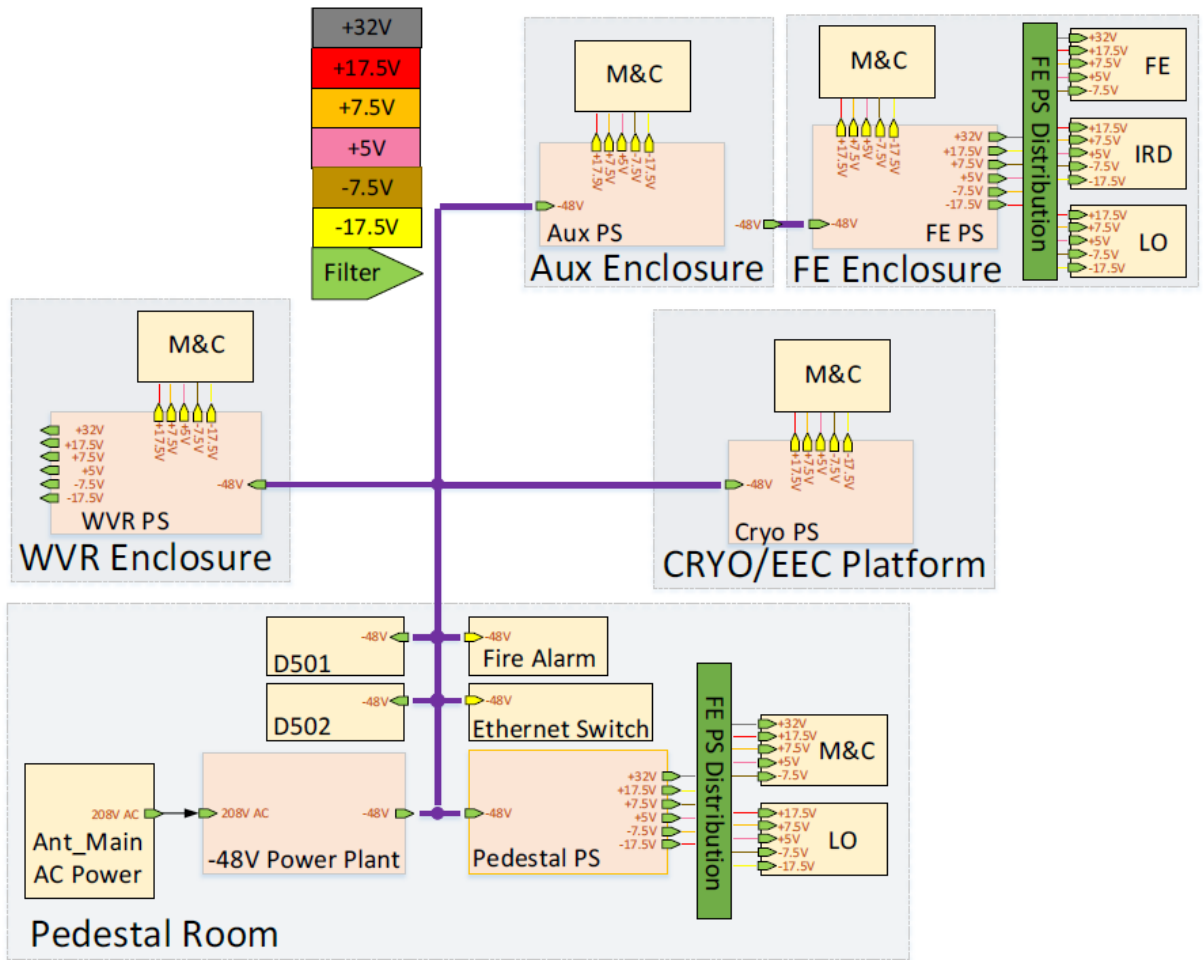 +32V
+17.5V
+7.5V
+5V
-7.5V
-17.5V
Filter
M&C
+17.5V
+7.5V
+5V
-7.5V
-17.5V
-48V
Aux PS
-48V
Aux Enclosure
M&C
+17.5V
+7.5V
+5V
-7.5V
-17.5V
+32V
+17.5V
+7.5V
+5V
-7.5V
-17.5V
-48V
FE PS
FE Enclosure
FE PS Distribution
+32V
+17.5V
+7.5V
+5V
-7.5V
FE
+17.5V
+7.5V
+5V
-7.5V
-17.5V
IRD
+17.5V
+7.5V
+5V
-7.5V
-17.5V
LO
M&C
+17.5V
+7.5V
+5V
-7.5V
-17.5V
+32V
+17.5V
+7.5V
+5V
-7.5V
-17.5V
-48V
WVR PS
WVR Enclosure
M&C
+17.5V
+7.5V
+5V
-7.5V
-17.5V
-48V
Cryo PS
CRYO/EEC Platform
-48V
D501
-48V
Fire Alarm
-48V
D502
-48V
Ethernet Switch
208V AC
Ant_Main
AC Power
208V AC
-48V
-48V Power Plant
-48V
+32V
+17.5V
+7.5V
+5V
-7.5V
-17.5V
Pedestal PS
FE PS Distribution
+32V
+17.5V
+7.5V
+5V
-7.5V
M&C
+17.5V
+7.5V
+5V
-7.5V
-17.5V
LO
Pedestal Room